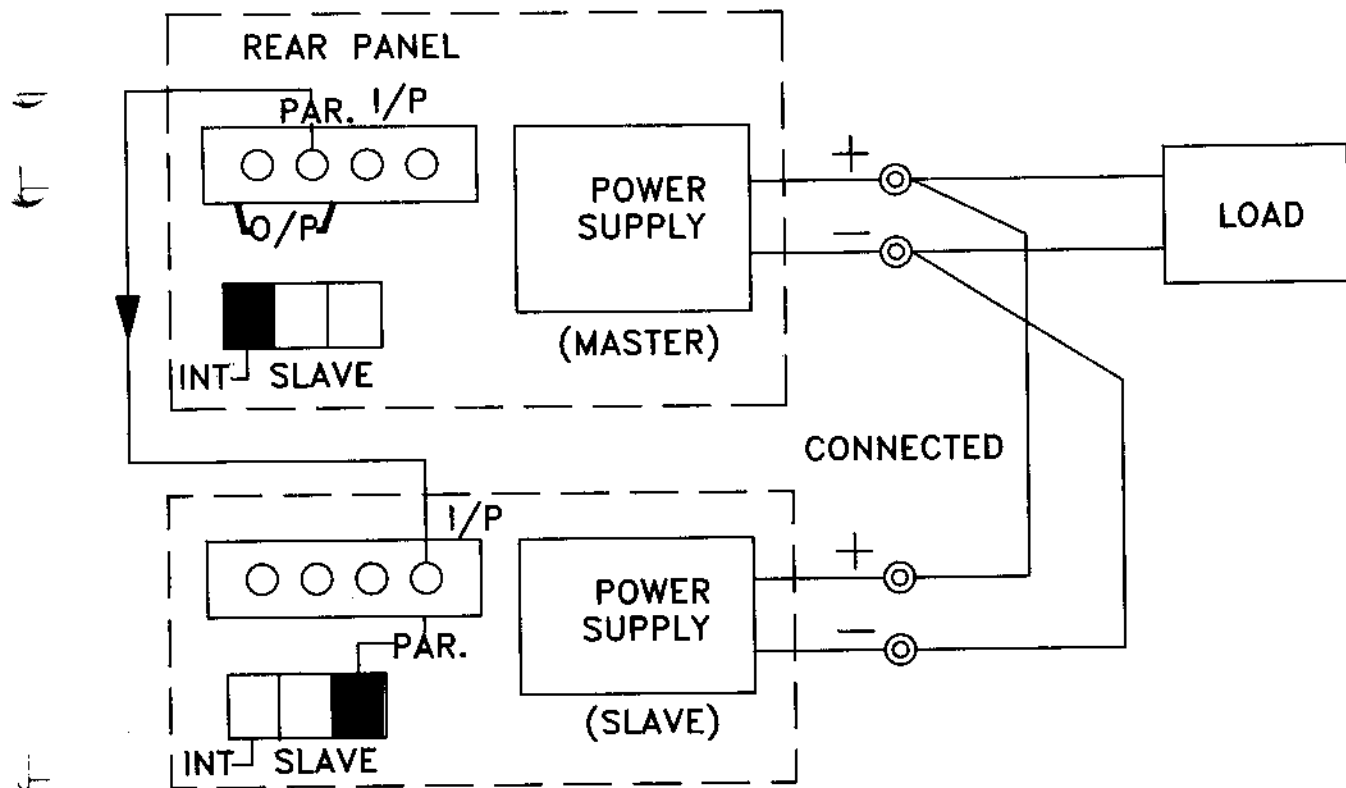 REAR PANEL
PAR. I/P
O/P
INT SLAVE
POWER
SUPPLY
(MASTER)
+
−
LOAD
CONNECTED
I/P
PAR.
INT SLAVE
POWER
SUPPLY
(SLAVE)
+
−